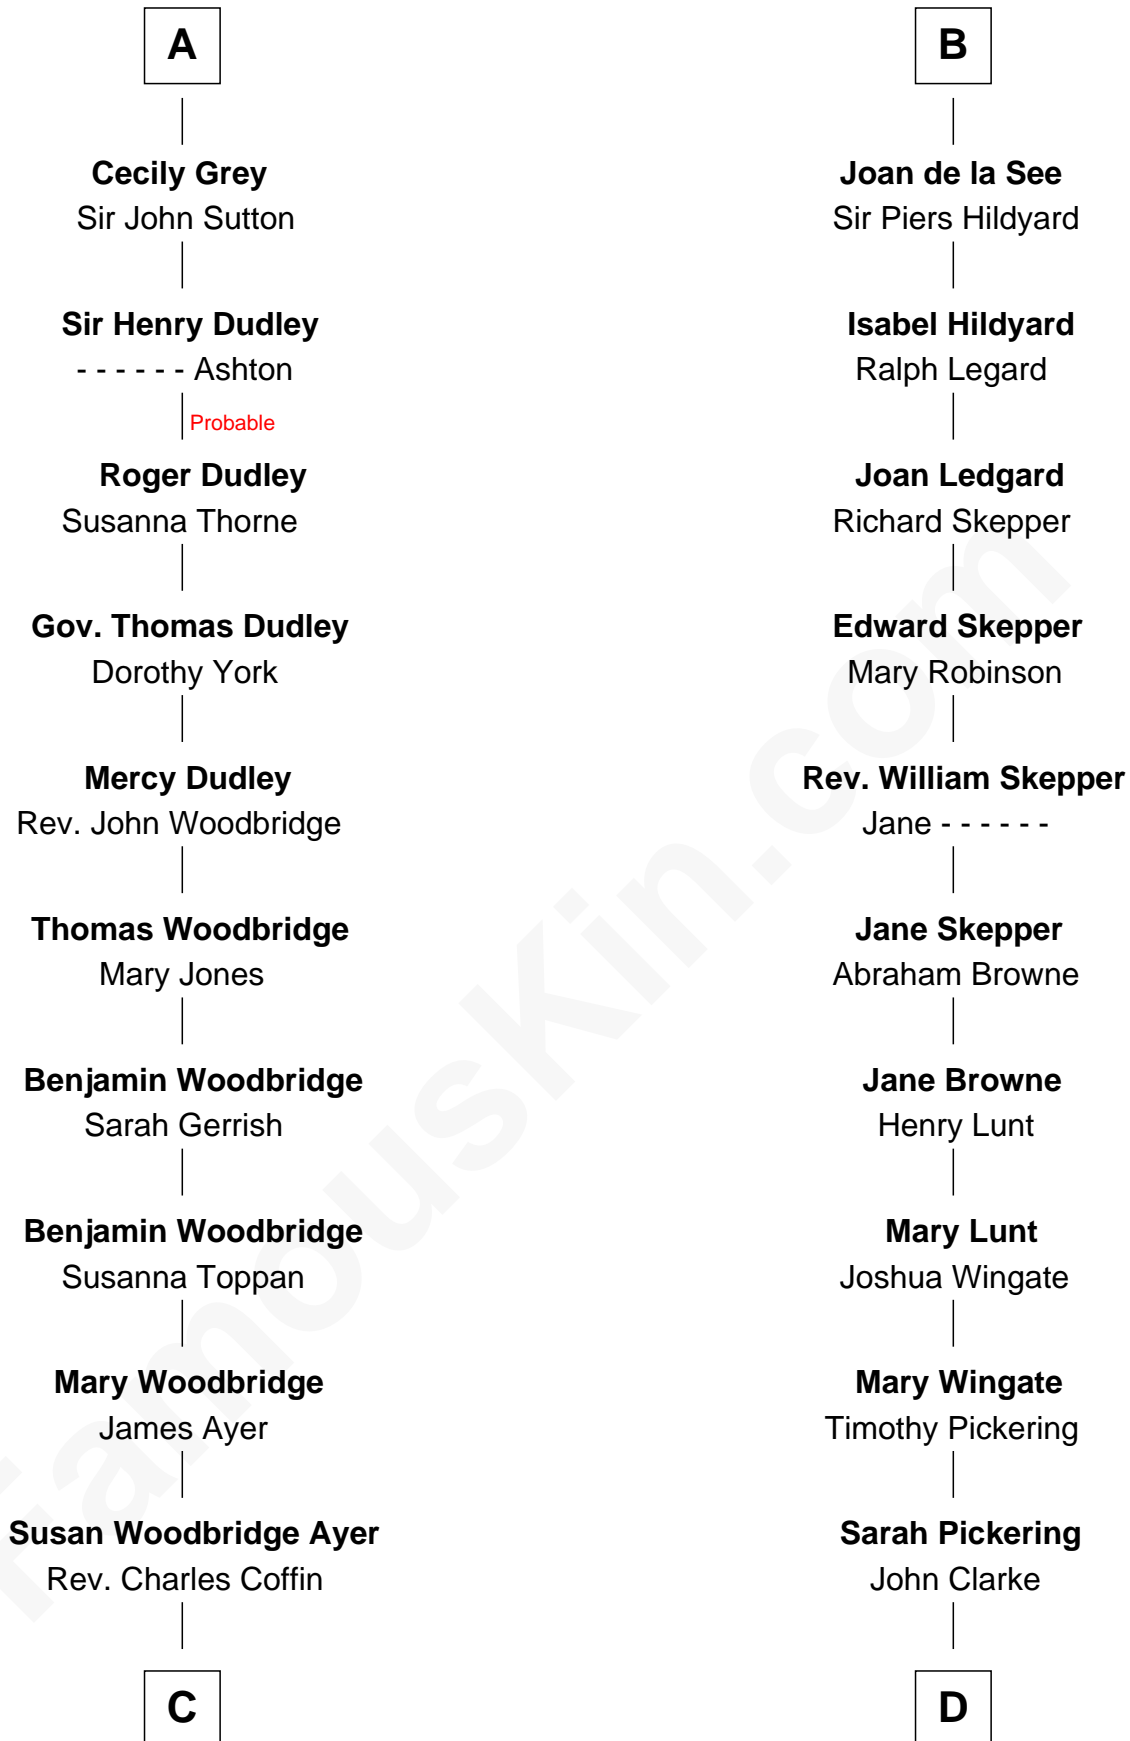 A
Cecily Grey
Sir John Sutton
Sir Henry Dudley
- - - - - - Ashton
Probable
Roger Dudley
Susanna Thorne
Gov. Thomas Dudley
Dorothy York
Mercy Dudley
Rev. John Woodbridge
Thomas Woodbridge
Mary Jones
Benjamin Woodbridge
Sarah Gerrish
Benjamin Woodbridge
Susanna Toppan
Mary Woodbridge
James Ayer
Susan Woodbridge Ayer
Rev. Charles Coffin
C
B
Joan de la See
Sir Piers Hildyard
Isabel Hildyard
Ralph Legard
Joan Ledgard
Richard Skepper
Edward Skepper
Mary Robinson
Rev. William Skepper
Jane - - - - - -
Jane Skepper
Abraham Browne
Jane Browne
Henry Lunt
Mary Lunt
Joshua Wingate
Mary Wingate
Timothy Pickering
Sarah Pickering
John Clarke
D
FamousKin.com